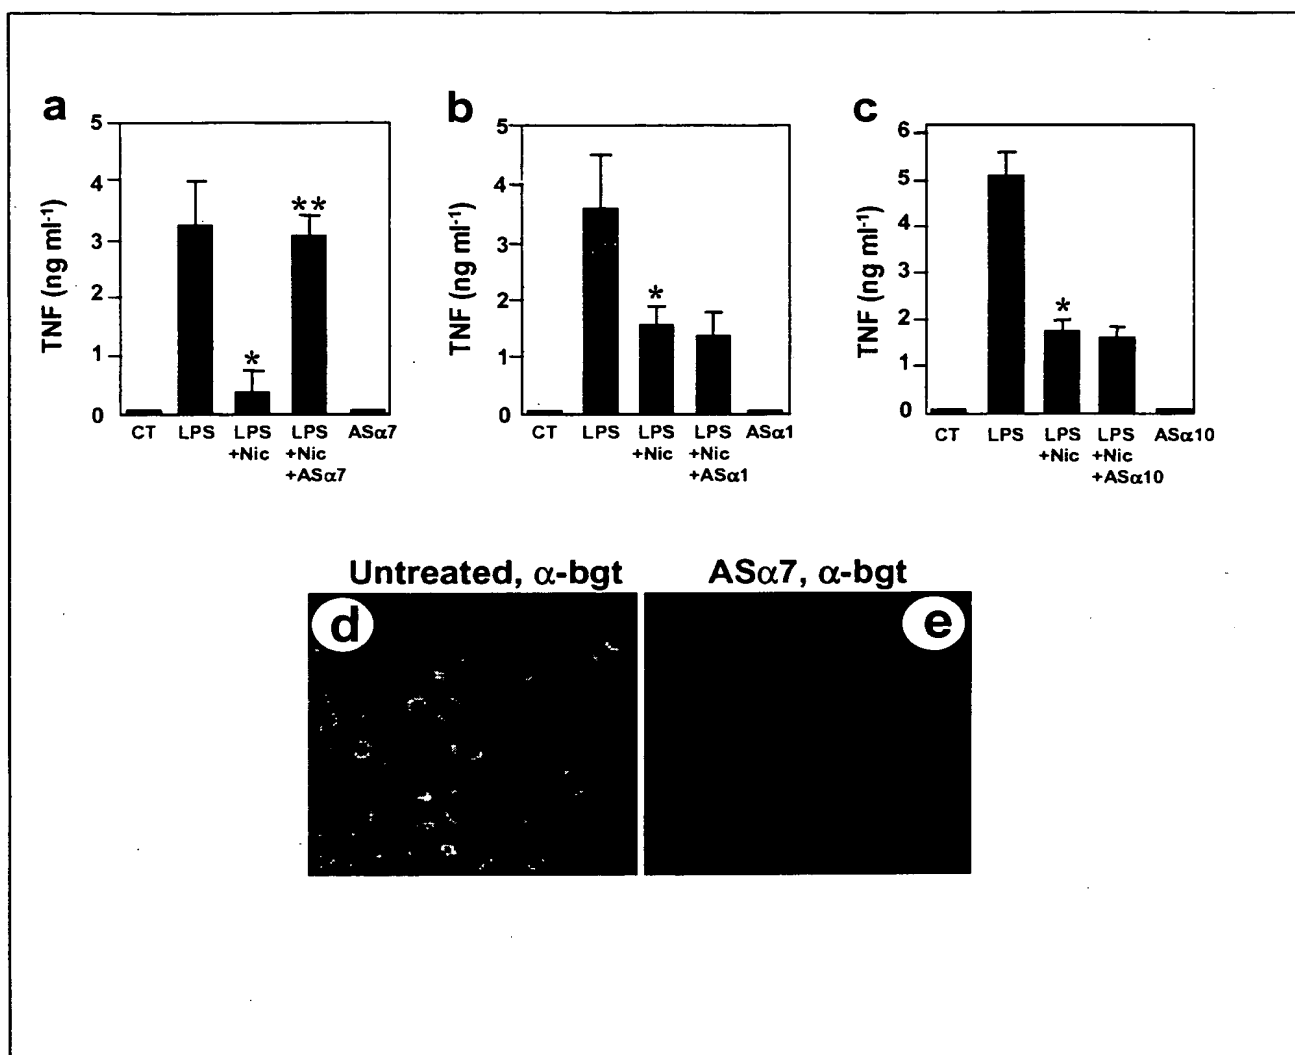 a
TNF (ng ml-1)
5
4
3
2
1
0
**
*
CT LPS LPS LPS ASα7
+Nic +Nic
+ASα7
b
TNF (ng ml-1)
5
4
3
2
1
0
*
CT LPS LPS LPS ASα1
+Nic +Nic
+ASα1
c
TNF (ng ml-1)
6
5
4
3
2
1
0
*
CT LPS LPS LPS ASα10
+Nic +Nic
+ASα10
Untreated, α-bgt ASα7, α-bgt
d e